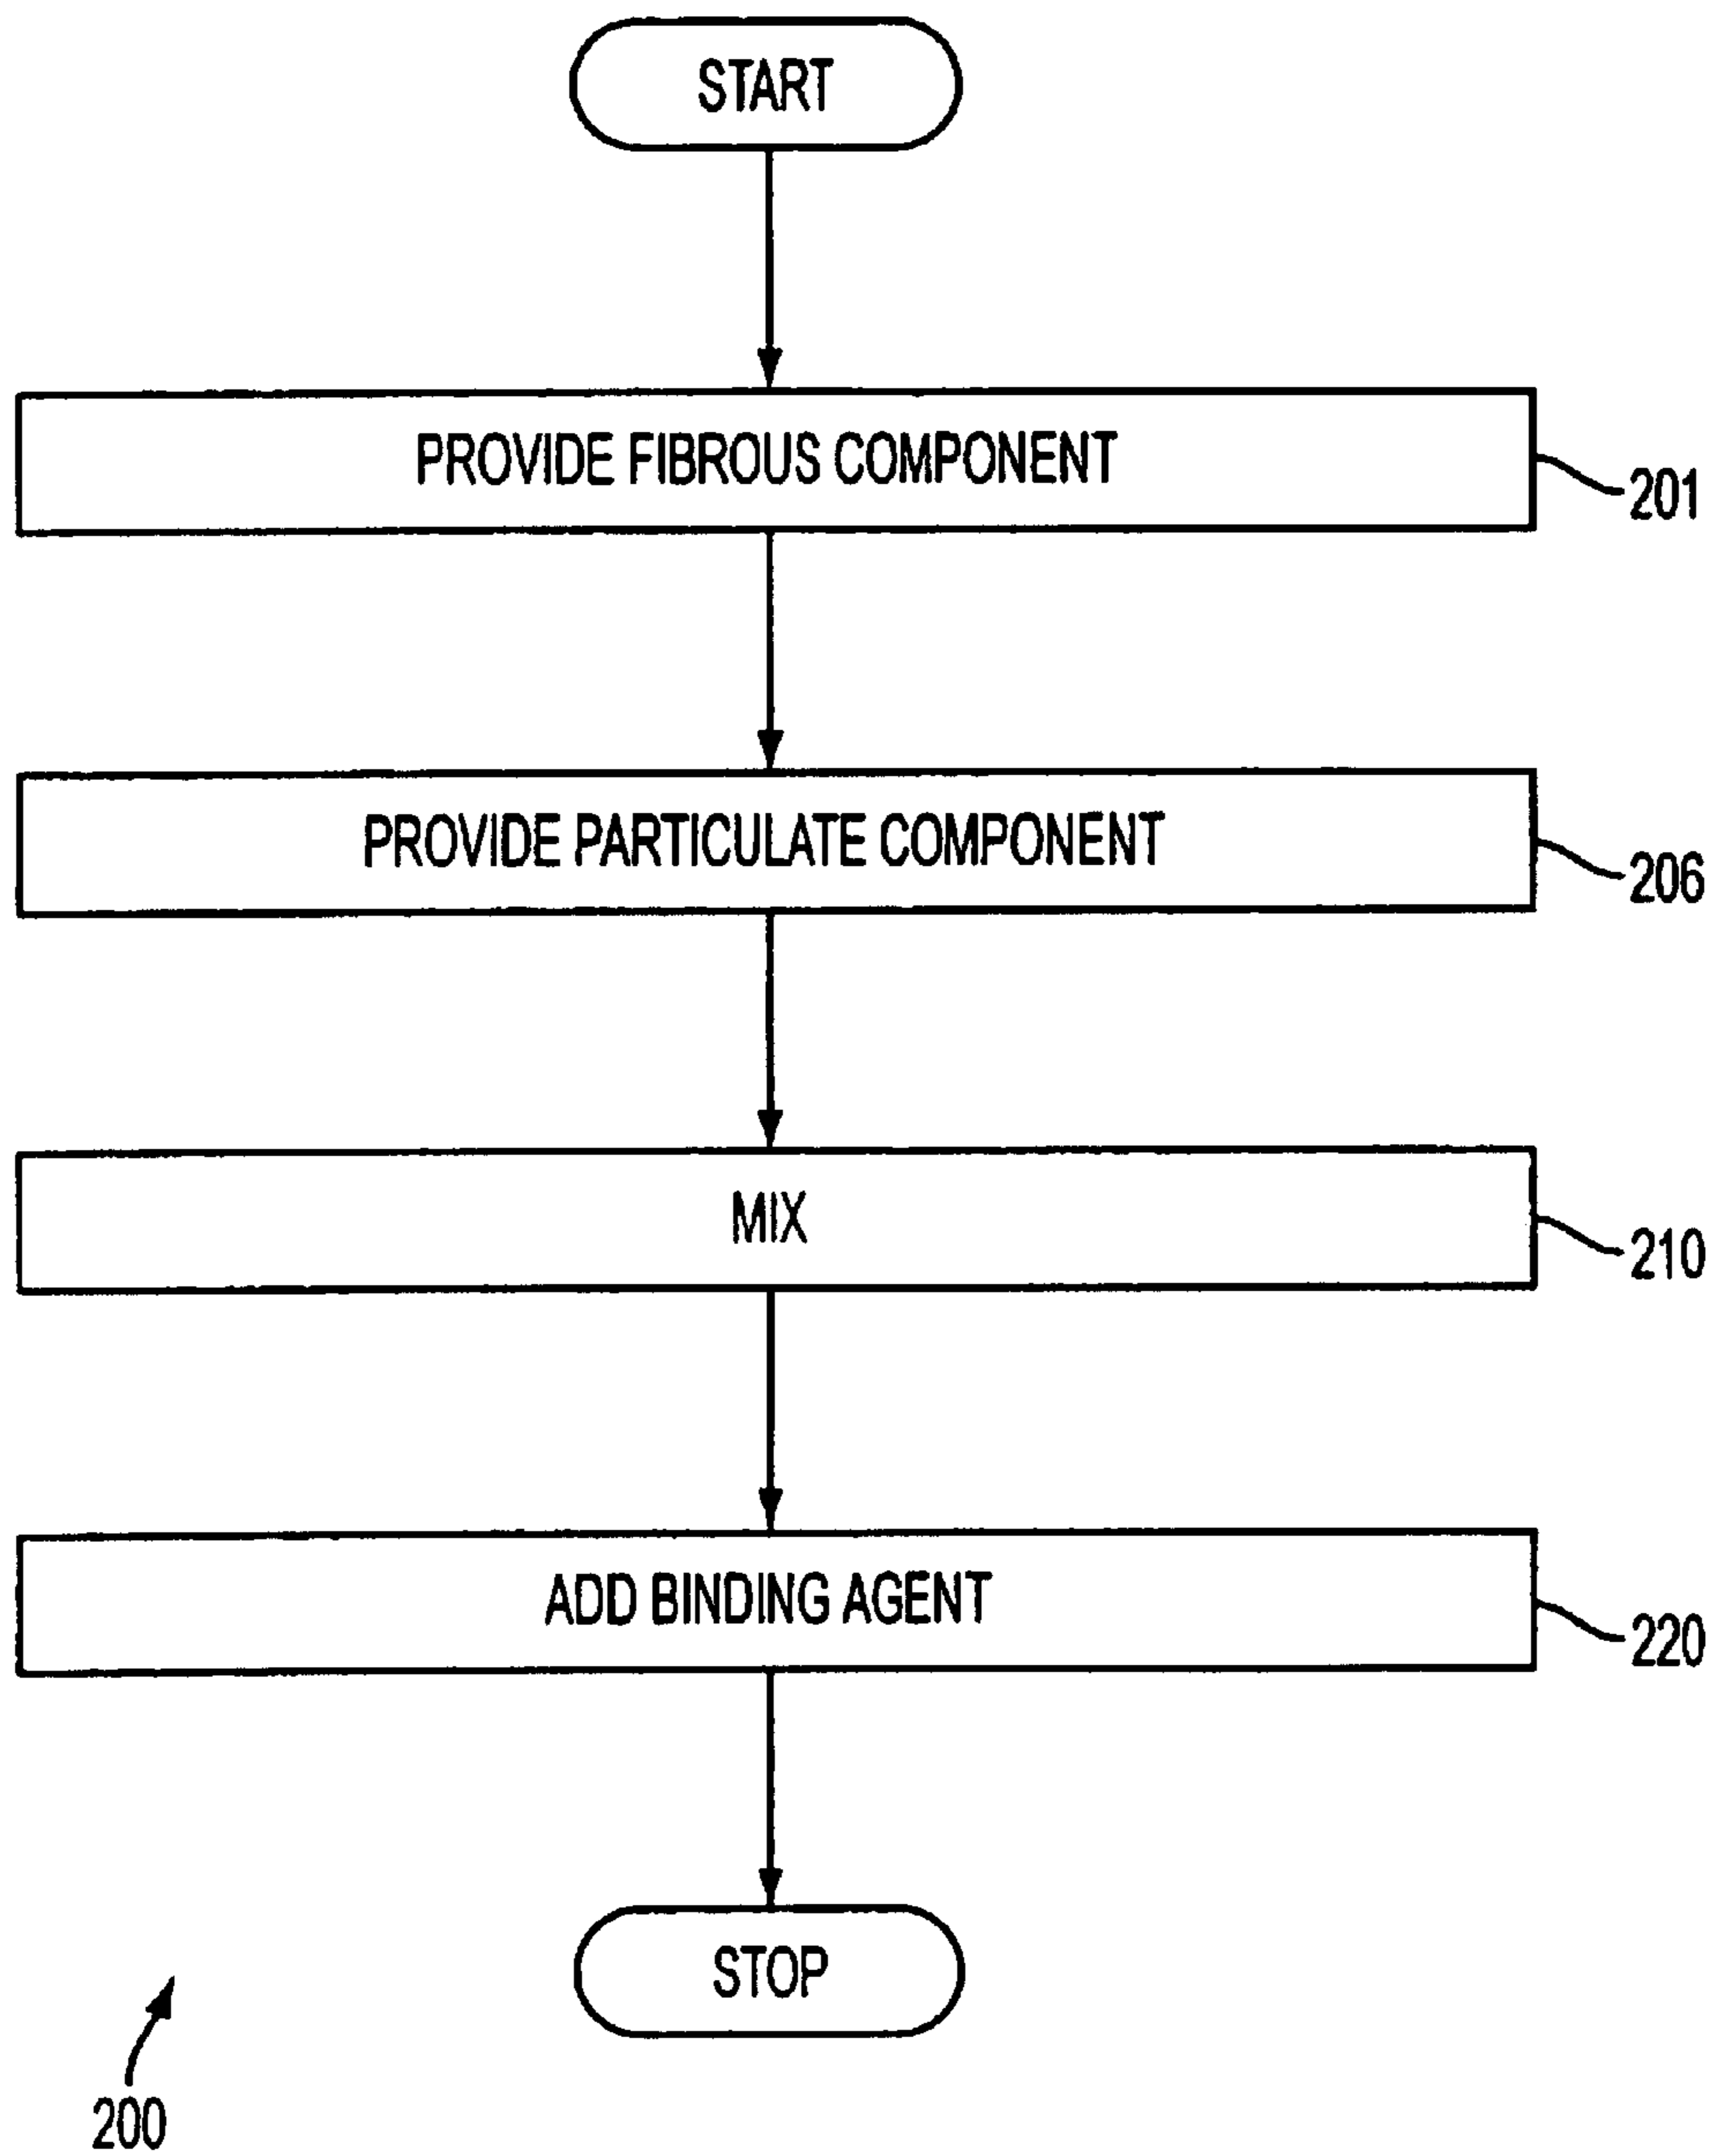 START
PROVIDE FIBROUS COMPONENT
201
PROVIDE PARTICULATE COMPONENT
206
MIX
210
ADD BINDING AGENT
220
STOP
200